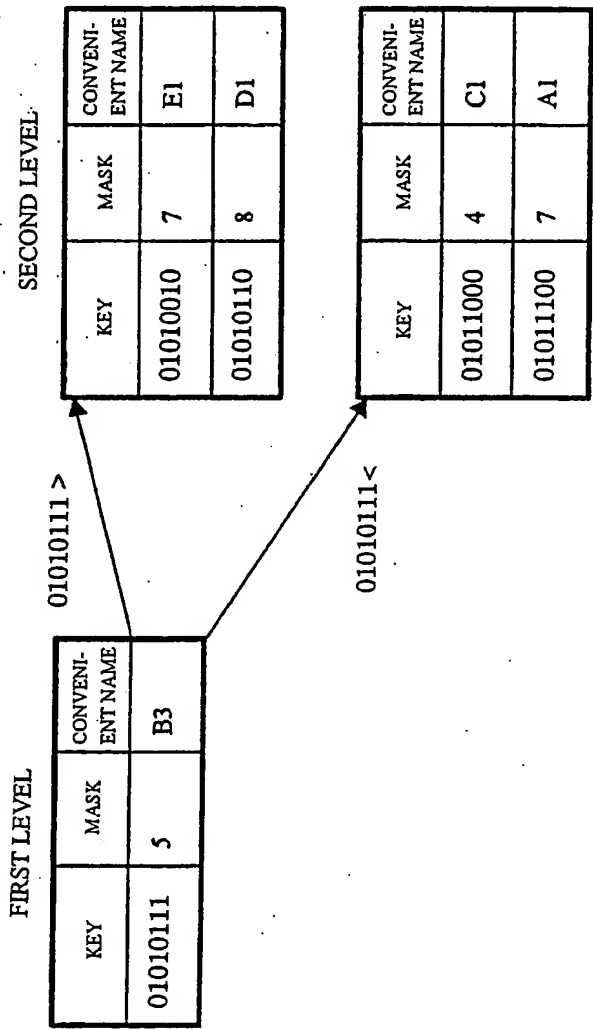 FIRST LEVEL
KEY MASK CONVENI-
ENT NAME
01010111 5 B3
01010111 >
01010111 <
SECOND LEVEL
KEY MASK CONVENI-
ENT NAME
01010010 7 E1
01010110 8 D1
KEY MASK CONVENI-
ENT NAME
01011000 4 C1
01011100 7 A1